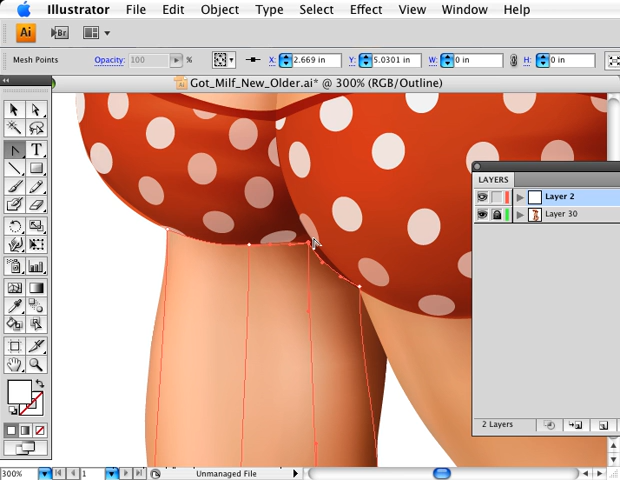 Illustrator File Edit Object Type Select Effect View Window Help
Ai Br
Mesh Points Opacity: 100 % X: 2.669 in Y: 5.0301 in W: 0 in H: 0 in
Got_Milf_New_Older.ai* @ 300% (RGB/Outline)
LAYERS
Layer 2
Layer 30
2 Layers
T
300% 1 Unmanaged File